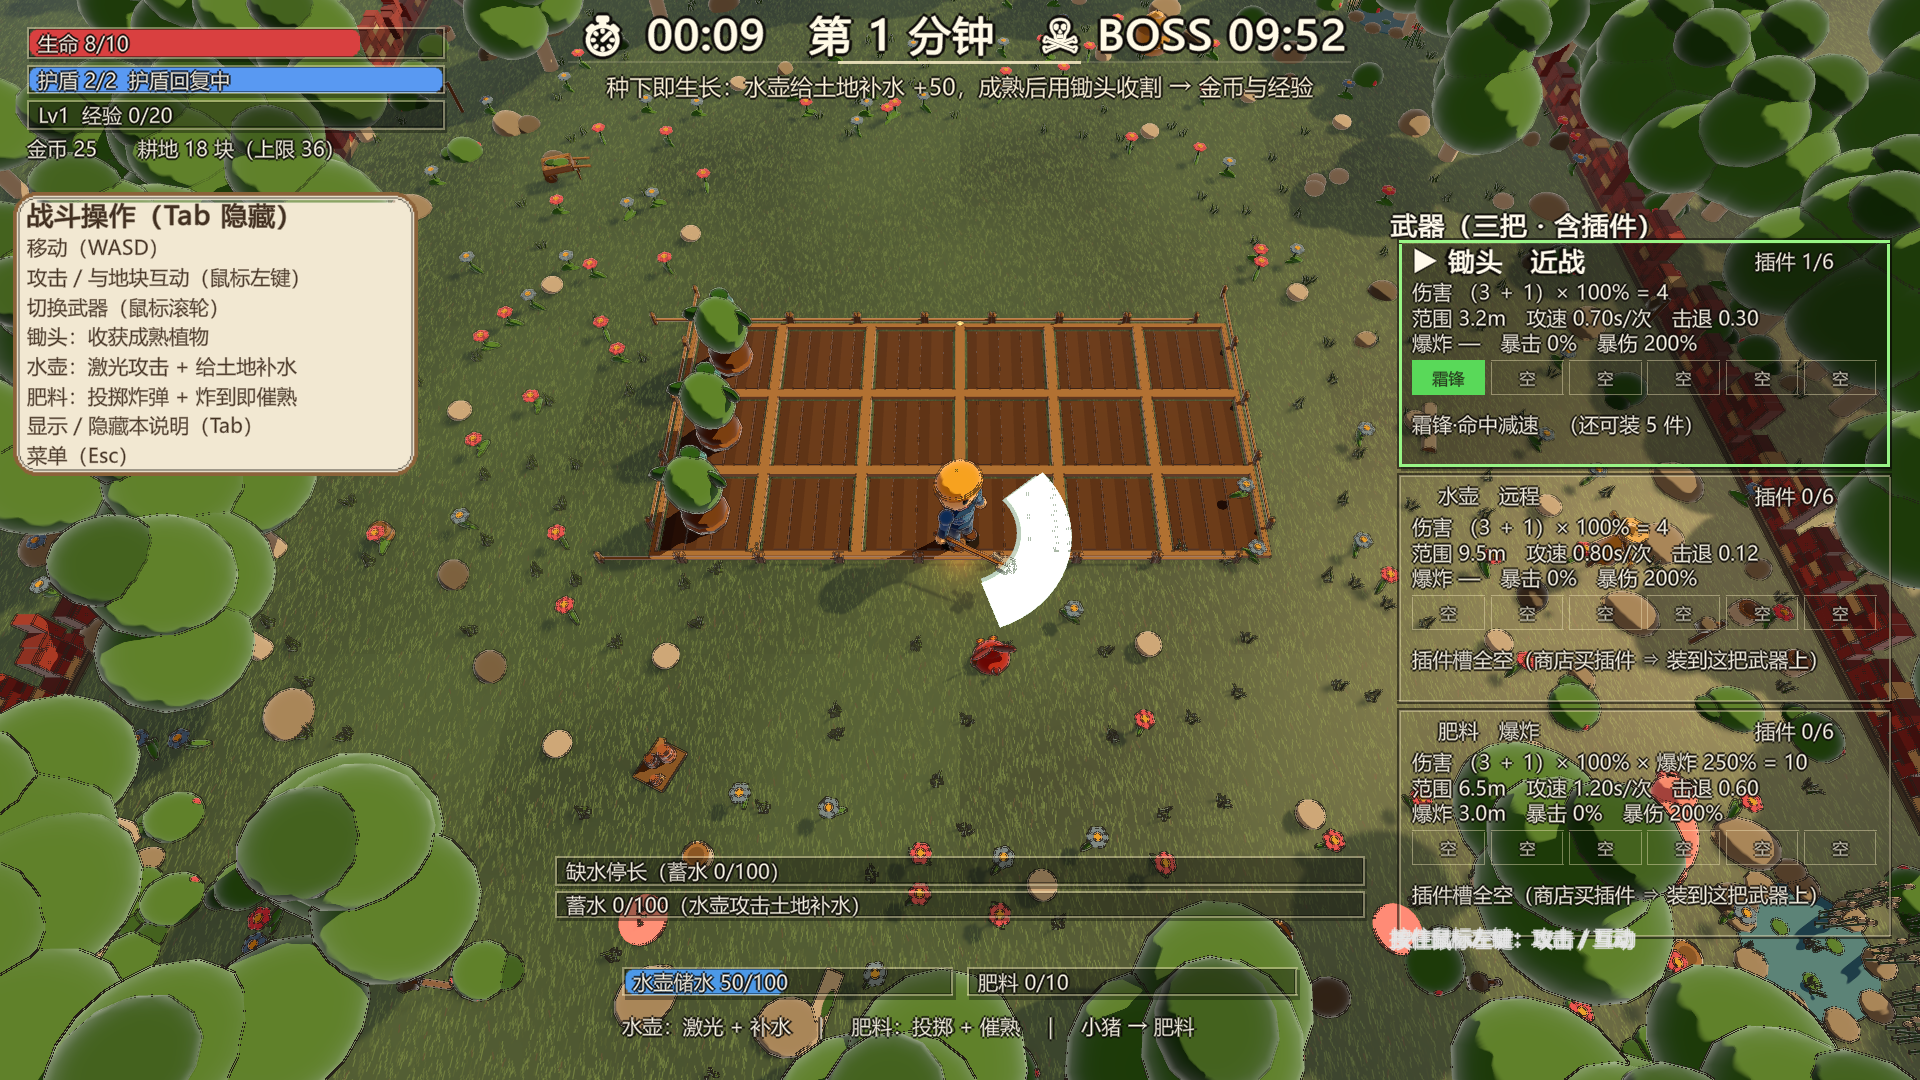 生命 8/10
护盾 2/2 护盾回复中
Lv1 经验 0/20
金币 25 耕地 18 块（上限 36）
00:09 第 1 分钟 BOSS 09:52
种下即生长：水壶给土地补水 +50，成熟后用锄头收割 → 金币与经验
战斗操作（Tab 隐藏）
移动（WASD）
攻击 / 与地块互动（鼠标左键）
切换武器（鼠标滚轮）
锄头：收获成熟植物
水壶：激光攻击 + 给土地补水
肥料：投掷炸弹 + 炸到即催熟
显示 / 隐藏本说明（Tab）
菜单（Esc）
武器（三把 · 含插件）
▶ 锄头 近战 插件 1/6
伤害 （3 + 1）× 100% = 4
范围 3.2m 攻速 0.70s/次 击退 0.30
爆炸 — 暴击 0% 暴伤 200%
霜锋 空 空 空 空 空
霜锋·命中减速 （还可装 5 件）
水壶 远程 插件 0/6
伤害 （3 + 1）× 100% = 4
范围 9.5m 攻速 0.80s/次 击退 0.12
爆炸 — 暴击 0% 暴伤 200%
空 空 空 空 空 空
插件槽全空（商店买插件 ⇒ 装到这把武器上）
肥料 爆炸 插件 0/6
伤害 （3 + 1）× 100% × 爆炸 250% = 10
范围 6.5m 攻速 1.20s/次 击退 0.60
爆炸 3.0m 暴击 0% 暴伤 200%
空 空 空 空 空 空
插件槽全空（商店买插件 ⇒ 装到这把武器上）
按住鼠标左键：攻击 / 互动
缺水停长（蓄水 0/100）
蓄水 0/100（水壶攻击土地补水）
水壶储水 50/100 肥料 0/10
水壶：激光 + 补水 | 肥料：投掷 + 催熟 | 小猪 → 肥料